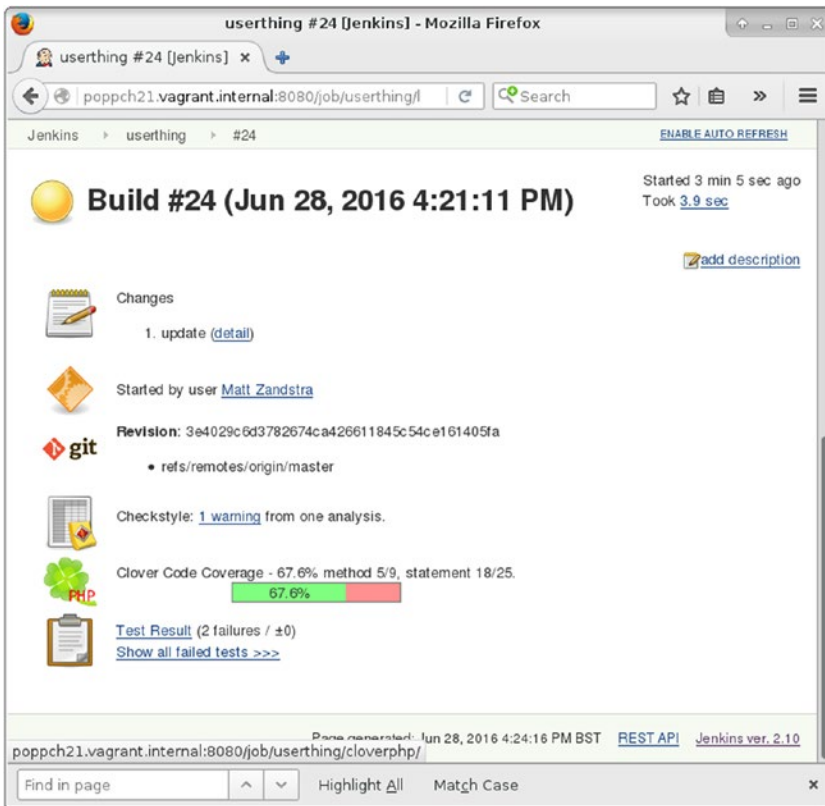 userthing #24 [Jenkins] - Mozilla Firefox
userthing #24 [Jenkins]
poppch21.vagrant.internal:8080/job/userthing/l
Search
Jenkins userthing #24
ENABLE AUTO REFRESH
Build #24 (Jun 28, 2016 4:21:11 PM)
Started 3 min 5 sec ago
Took 3.9 sec
add description
Changes
1. update (detail)
Started by user Matt Zandstra
git
Revision: 3e4029c6d3782674ca426611845c54ce161405fa
• refs/remotes/origin/master
Checkstyle: 1 warning from one analysis.
Clover Code Coverage - 67.6% method 5/9, statement 18/25.
PHP
67.6%
Test Result (2 failures / ±0)
Show all failed tests >>>
Page generated: Jun 28, 2016 4:24:16 PM BST REST API Jenkins ver. 2.10
poppch21.vagrant.internal:8080/job/userthing/cloverphp/
Find in page Highlight All Match Case